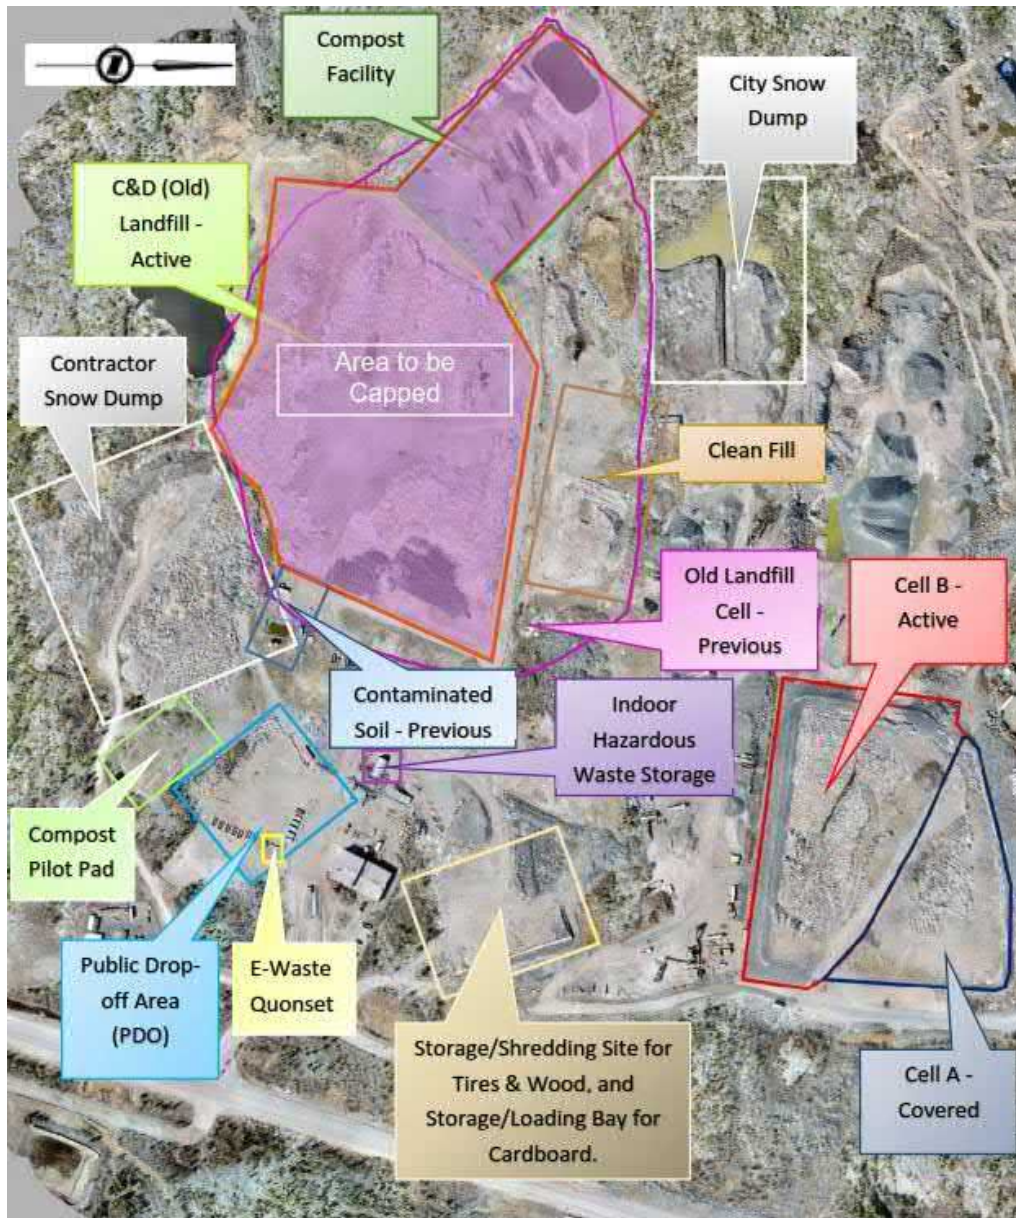 Compost
Facility
City Snow
Dump
C&D (Old)
Landfill -
Active
Area to be
Capped
Contractor
Snow Dump
Clean Fill
Old Landfill
Cell -
Previous
Cell B -
Active
Contaminated
Soil - Previous
Indoor
Hazardous
Waste Storage
Compost
Pilot Pad
Public Drop-
off Area
(PDO)
E-Waste
Quonset
Storage/Shredding Site for
Tires & Wood, and
Storage/Loading Bay for
Cardboard.
Cell A -
Covered